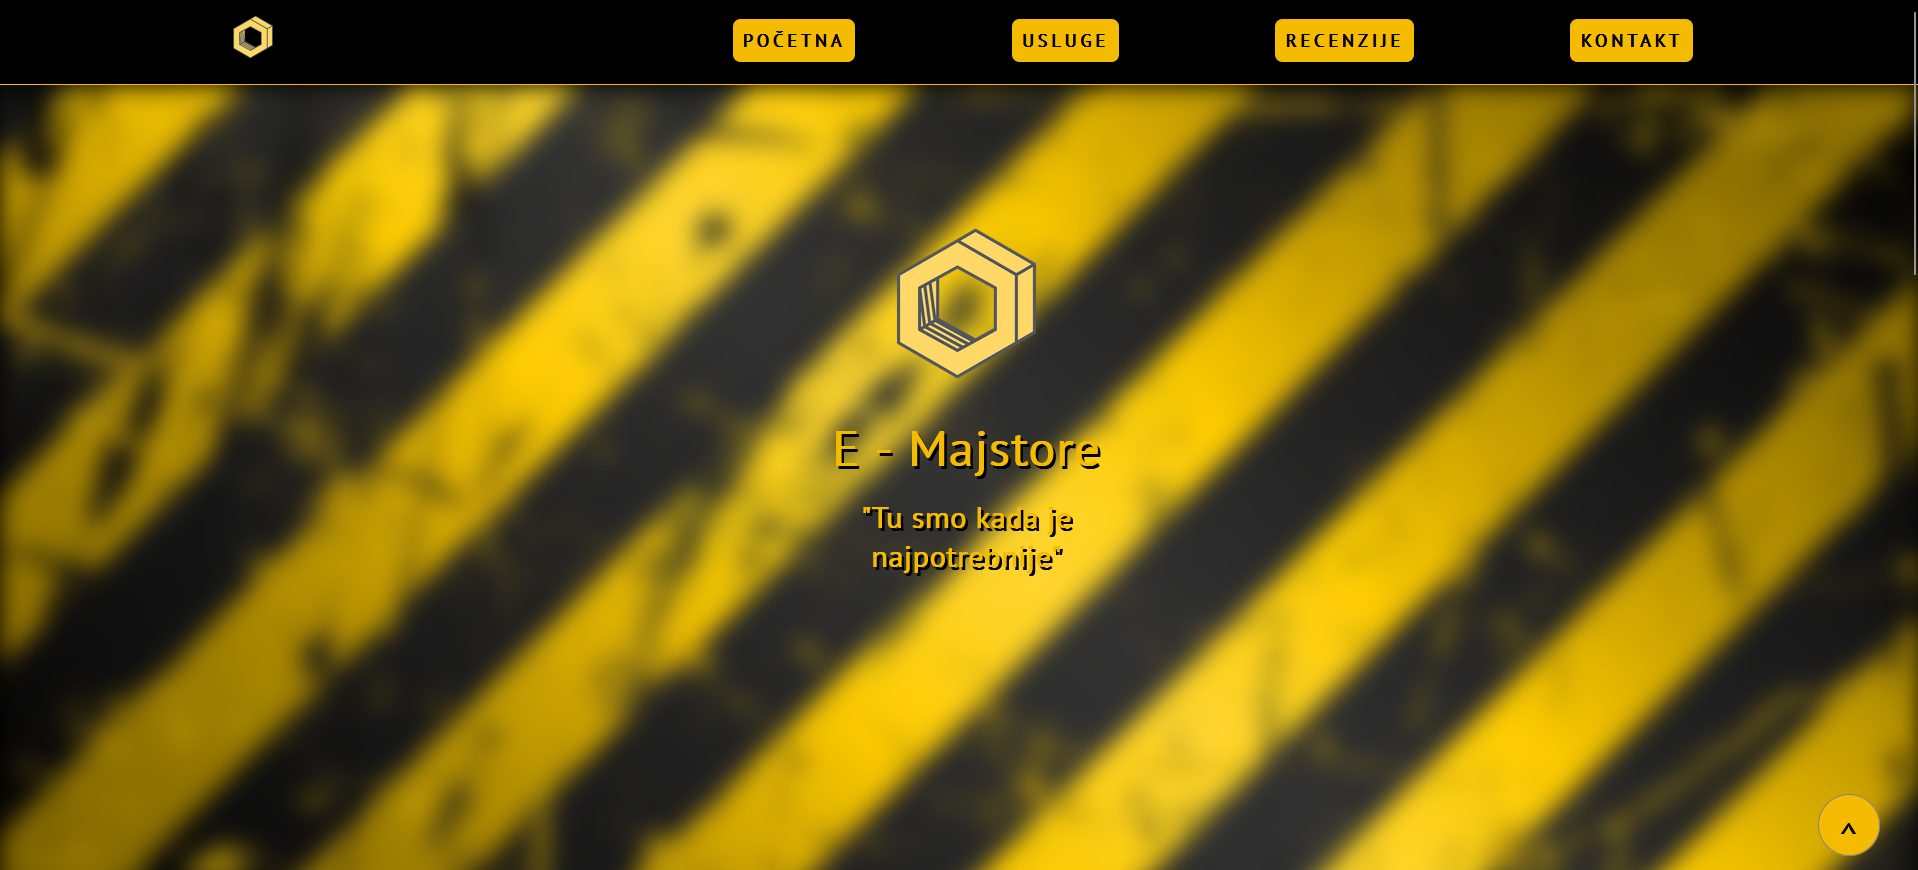 POČETNA
USLUGE
RECENZIJE
KONTAKT
E - Majstore
"Tu smo kada je
najpotrebnije"
^